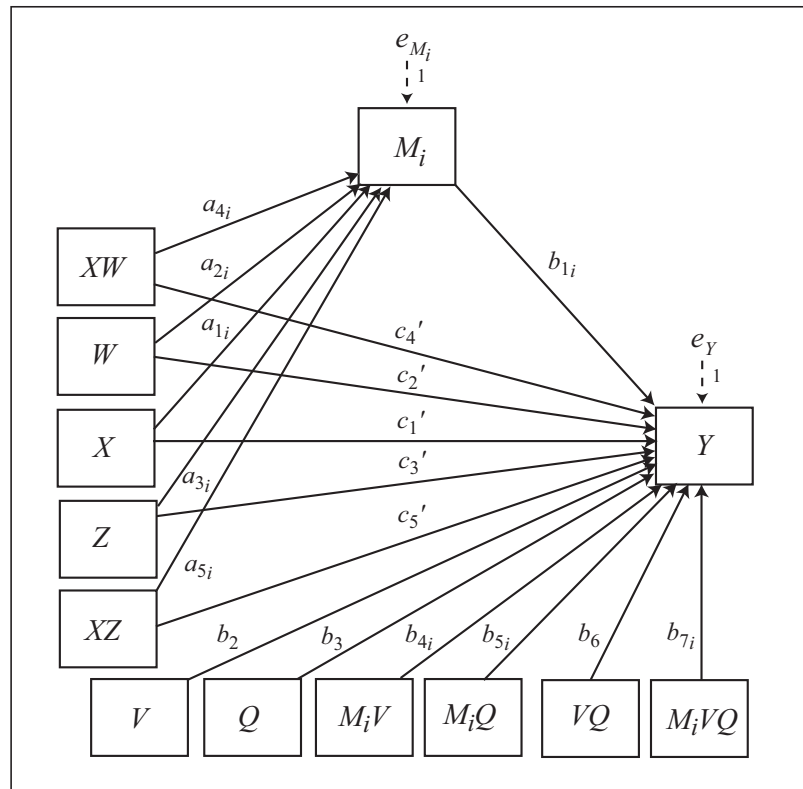 e_{M_i}
1
M_i
a_{4i}
XW
a_{2i}
b_{1i}
a_{1i}
c_4′
e_Y
1
W
c_2′
X
c_1′
Y
a_{3i}
c_3′
Z
c_5′
a_{5i}
XZ
b_2
b_3
b_{4i}
b_{5i}
b_6
b_{7i}
V
Q
M_iV
M_iQ
VQ
M_iVQ